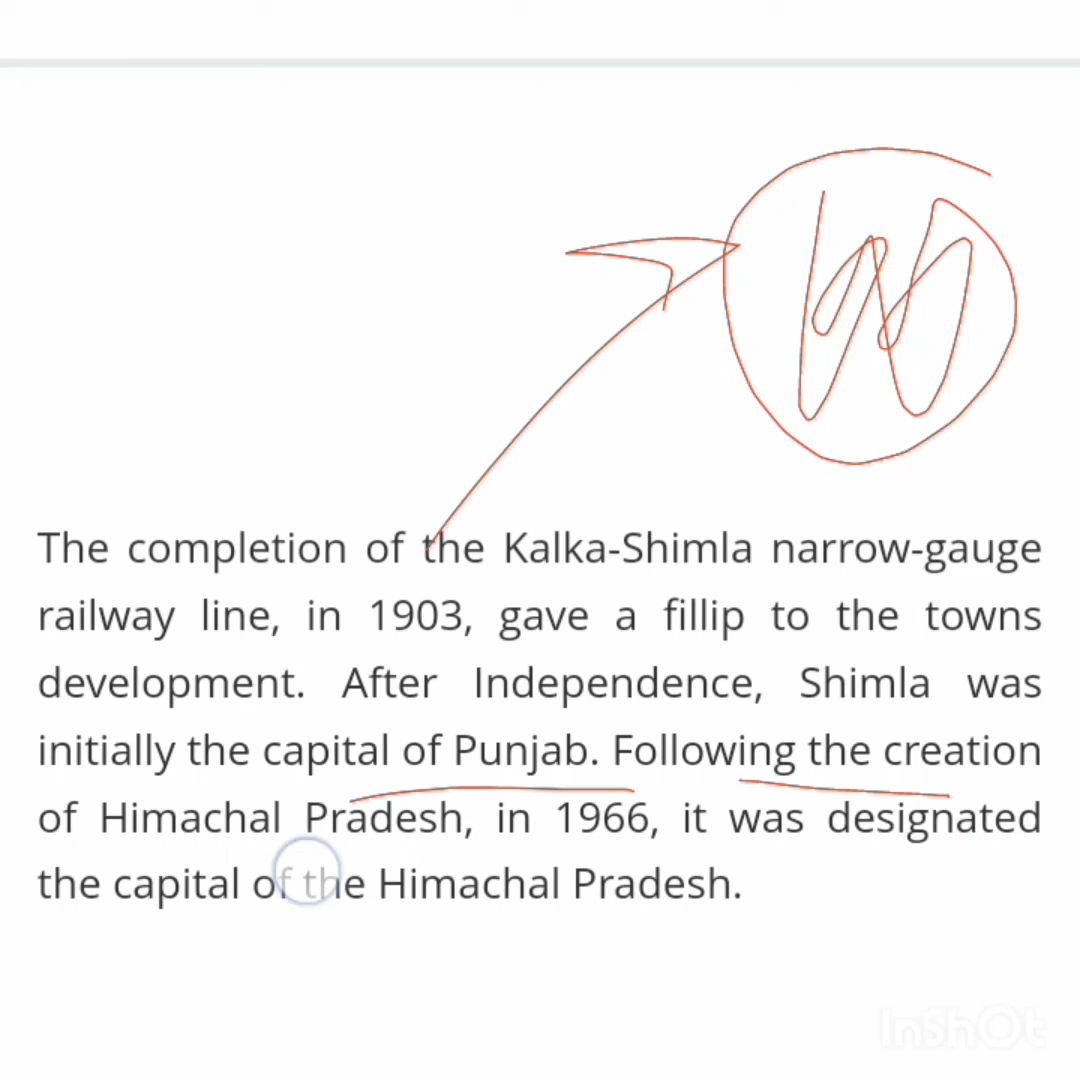 The completion of the Kalka-Shimla narrow-gauge
railway line, in 1903, gave a fillip to the towns
development. After Independence, Shimla was
initially the capital of Punjab. Following the creation
of Himachal Pradesh, in 1966, it was designated
the capital of the Himachal Pradesh.
InShOt